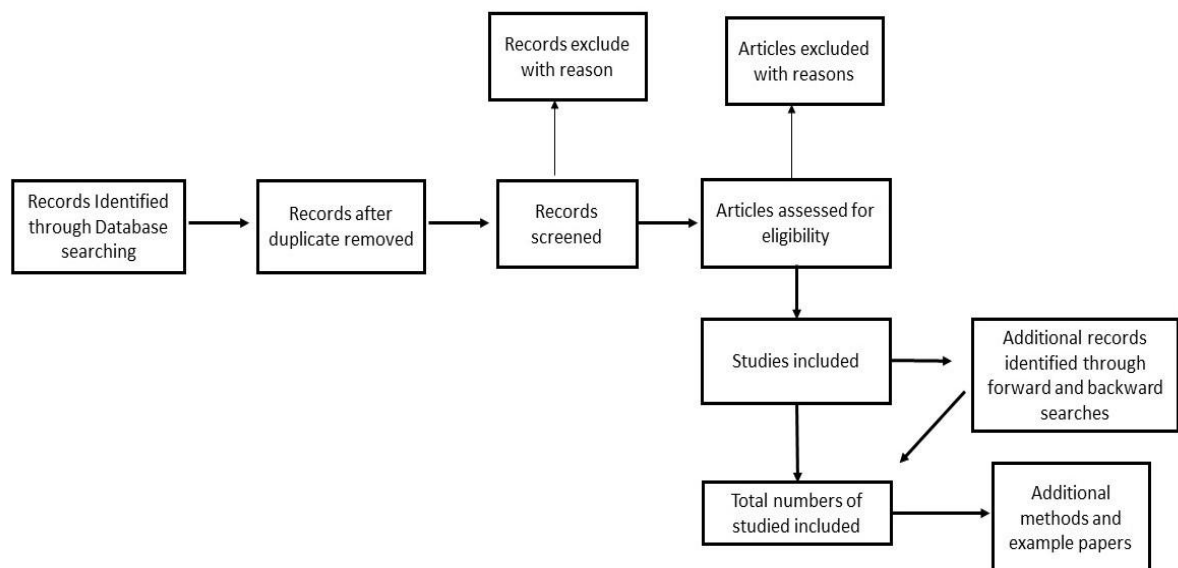 Records exclude
with reason
Articles excluded
with reasons
Records Identified
through Database
searching
Records after
duplicate removed
Records
screened
Articles assessed for
eligibility
Studies included
Additional records
identified through
forward and backward
searches
Total numbers of
studied included
Additional
methods and
example papers